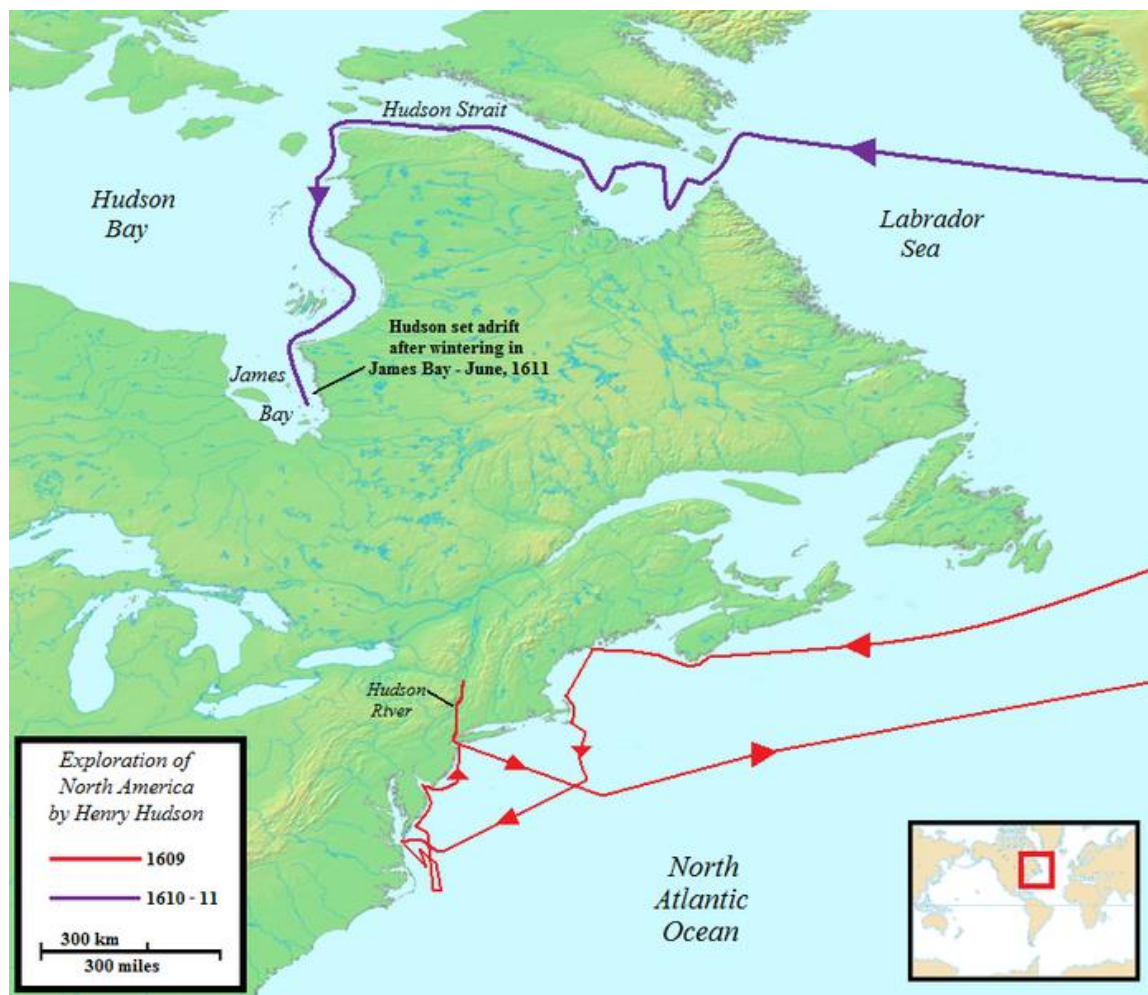 Hudson Strait
Hudson
Bay
Labrador
Sea
Hudson set adrift
after wintering in
James Bay - June, 1611
James
Bay
Hudson
River
Exploration of
North America
by Henry Hudson
1609
1610 - 11
300 km
300 miles
North
Atlantic
Ocean